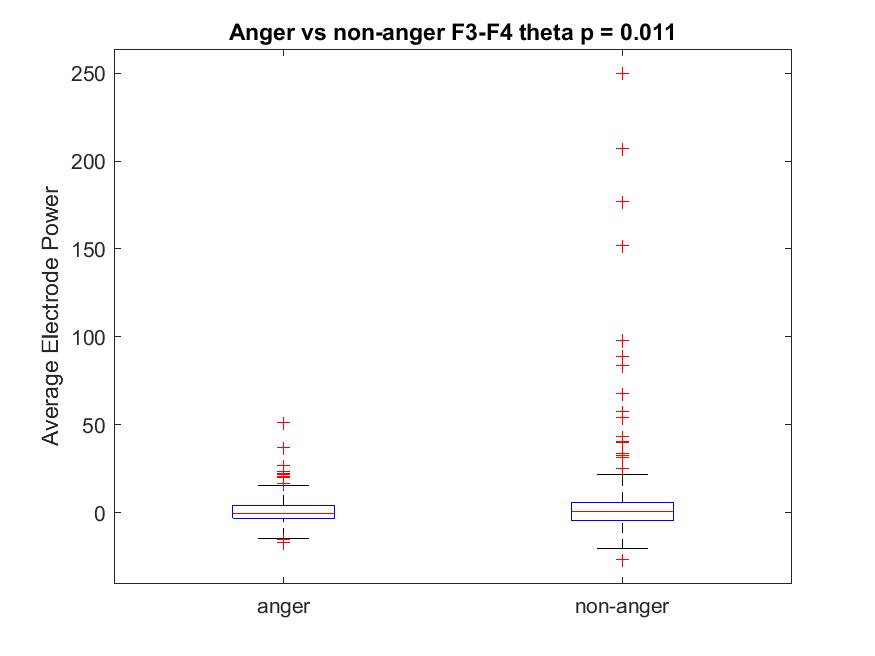 Anger vs non-anger F3-F4 theta p = 0.011
Average Electrode Power
250
200
150
100
50
0
anger
non-anger